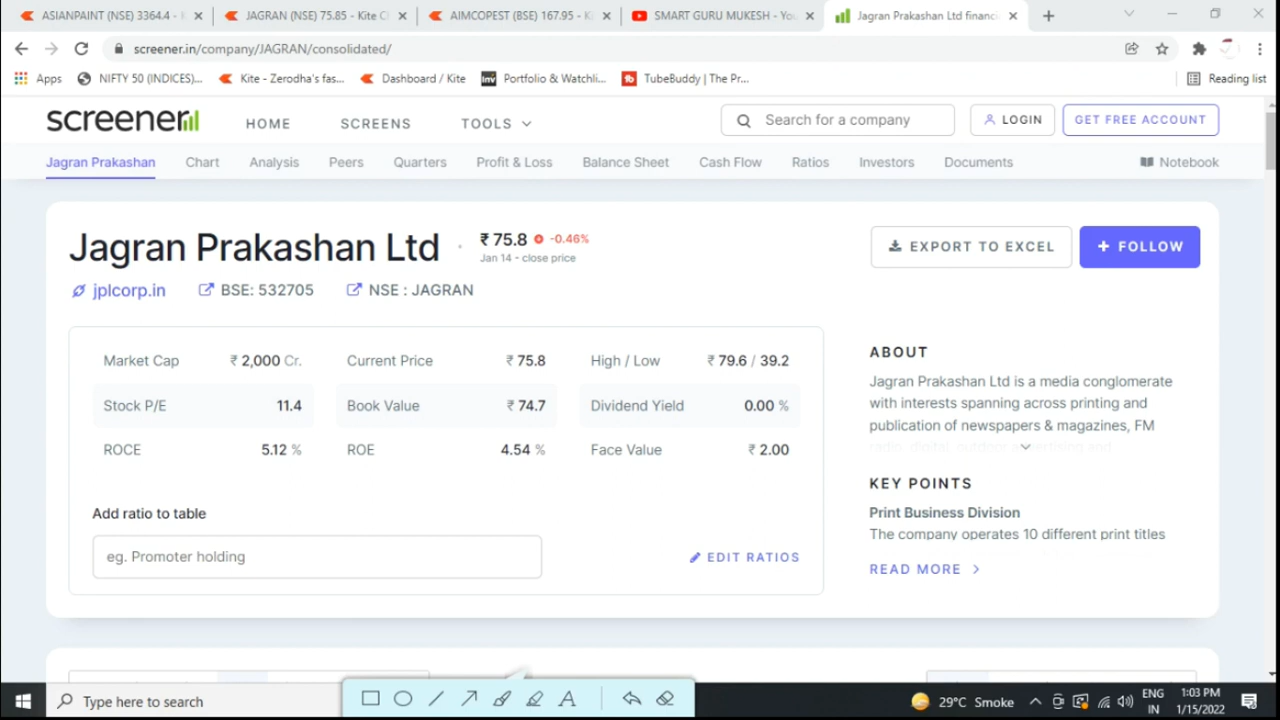 ASIANPAINT (NSE) 3364.4 -
JAGRAN (NSE) 75.85 - Kite C
AIMCOPEST (BSE) 167.95 -
SMART GURU MUKESH - You
Jagran Prakashan Ltd financi
screener.in/company/JAGRAN/consolidated/
Apps NIFTY 50 (INDICES)... Kite - Zerodha's fas... Dashboard / Kite Inv Portfolio & Watchli... tb TubeBuddy | The Pr... Reading list
screener HOME SCREENS TOOLS Search for a company LOGIN GET FREE ACCOUNT
Jagran Prakashan Chart Analysis Peers Quarters Profit & Loss Balance Sheet Cash Flow Ratios Investors Documents Notebook
Jagran Prakashan Ltd · ₹ 75.8 -0.46%
Jan 14 - close price
EXPORT TO EXCEL + FOLLOW
jplcorp.in BSE: 532705 NSE : JAGRAN
Market Cap ₹ 2,000 Cr. Current Price ₹ 75.8 High / Low ₹ 79.6 / 39.2
Stock P/E 11.4 Book Value ₹ 74.7 Dividend Yield 0.00 %
ROCE 5.12 % ROE 4.54 % Face Value ₹ 2.00
Add ratio to table
eg. Promoter holding EDIT RATIOS
ABOUT
Jagran Prakashan Ltd is a media conglomerate
with interests spanning across printing and
publication of newspapers & magazines, FM
radio, digital, outdoor advertising and
KEY POINTS
Print Business Division
The company operates 10 different print titles
READ MORE
Type here to search A 29°C Smoke ENG IN 1:03 PM 1/15/2022